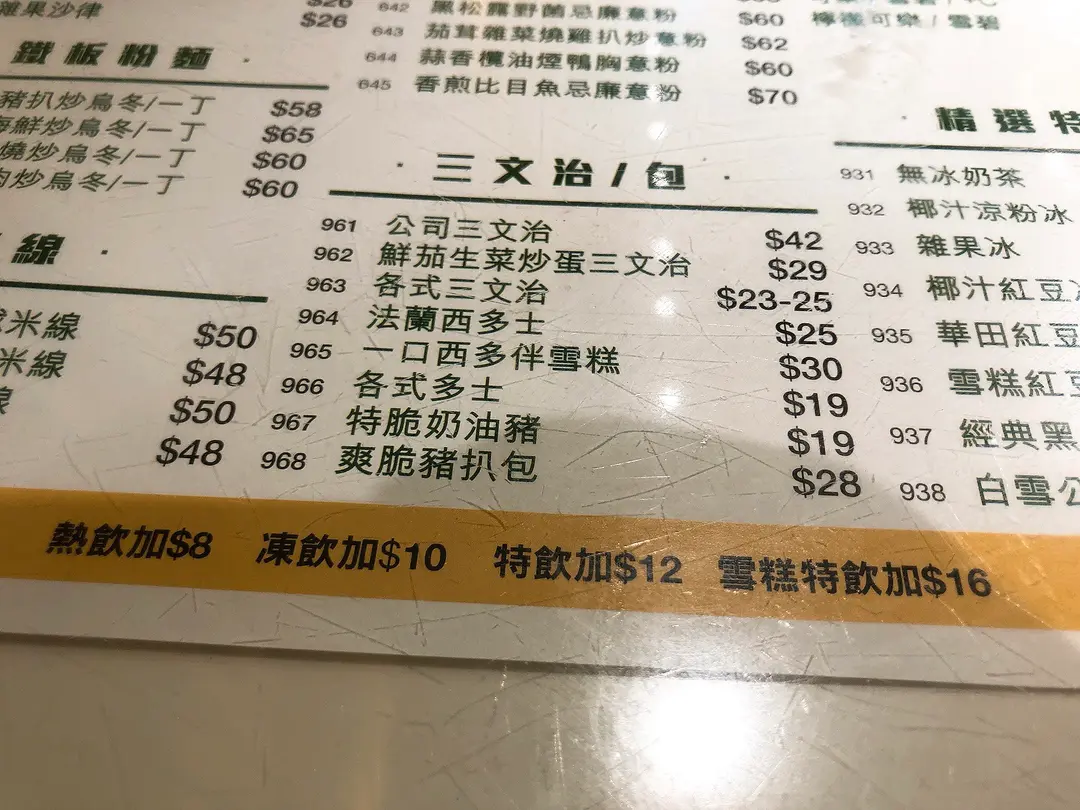 雜果沙律
$26
$26
鐵板粉麵 ·
豬扒炒烏冬/一丁 $58
海鮮炒烏冬/一丁 $65
燒炒烏冬/一丁 $60
肉炒烏冬/一丁 $60
線 ·
米線 $50
米線 $48
線 $50
$48
642 黑松露野菌忌廉意粉 $60
643 茄茸雜菜燒雞扒炒意粉 $62
644 蒜香欖油煙鴨胸意粉 $60
645 香煎比目魚忌廉意粉 $70
· 三文治/包 ·
961 公司三文治 $42
962 鮮茄生菜炒蛋三文治 $29
963 各式三文治 $23-25
964 法蘭西多士 $25
965 一口西多伴雪糕 $30
966 各式多士 $19
967 特脆奶油豬 $19
968 爽脆豬扒包 $28
檸檬可樂/雪碧
· 精選特
931 無冰奶茶
932 椰汁涼粉冰
933 雜果冰
934 椰汁紅豆冰
935 華田紅豆
936 雪糕紅豆
937 經典黑
938 白雪公
熱飲加$8 凍飲加$10 特飲加$12 雪糕特飲加$16